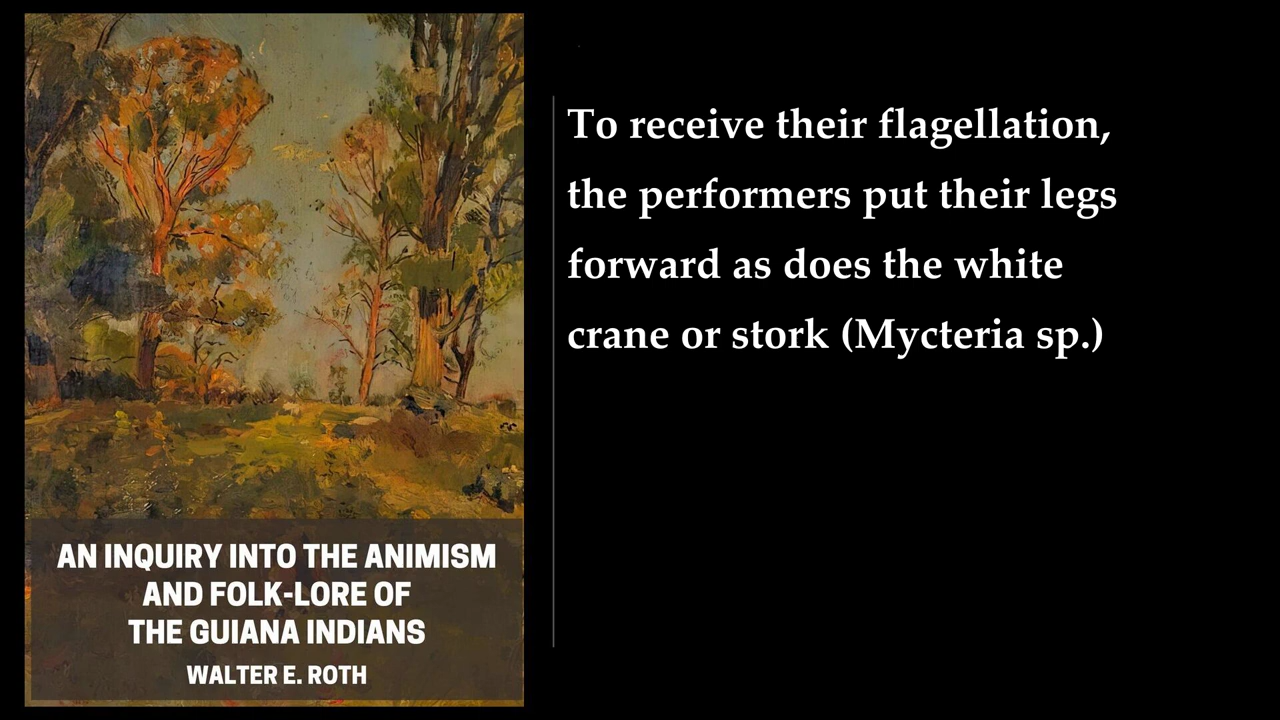 To receive their flagellation,
the performers put their legs
forward as does the white
crane or stork (Mycteria sp.)
AN INQUIRY INTO THE ANIMISM
AND FOLK-LORE OF
THE GUIANA INDIANS
WALTER E. ROTH